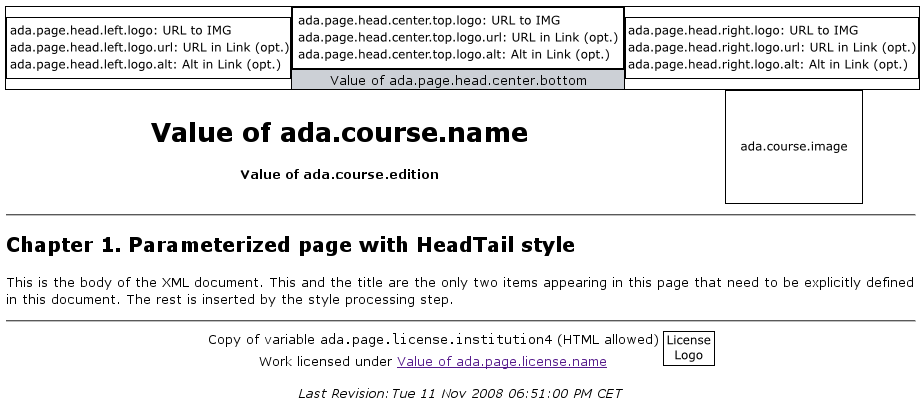 ada.page.head.left.logo: URL to IMG
ada.page.head.left.logo.url: URL in Link (opt.)
ada.page.head.left.logo.alt: Alt in Link (opt.)
ada.page.head.center.top.logo: URL to IMG
ada.page.head.center.top.logo.url: URL in Link (opt.)
ada.page.head.center.top.logo.alt: Alt in Link (opt.)
Value of ada.page.head.center.bottom
ada.page.head.right.logo: URL to IMG
ada.page.head.right.logo.url: URL in Link (opt.)
ada.page.head.right.logo.alt: Alt in Link (opt.)
Value of ada.course.name
Value of ada.course.edition
ada.course.image
Chapter 1. Parameterized page with HeadTail style
This is the body of the XML document. This and the title are the only two items appearing in this page that need to be explicitly defined
in this document. The rest is inserted by the style processing step.
Copy of variable ada.page.license.institution4 (HTML allowed)
Work licensed under Value of ada.page.license.name
License
Logo
Last Revision: Tue 11 Nov 2008 06:51:00 PM CET